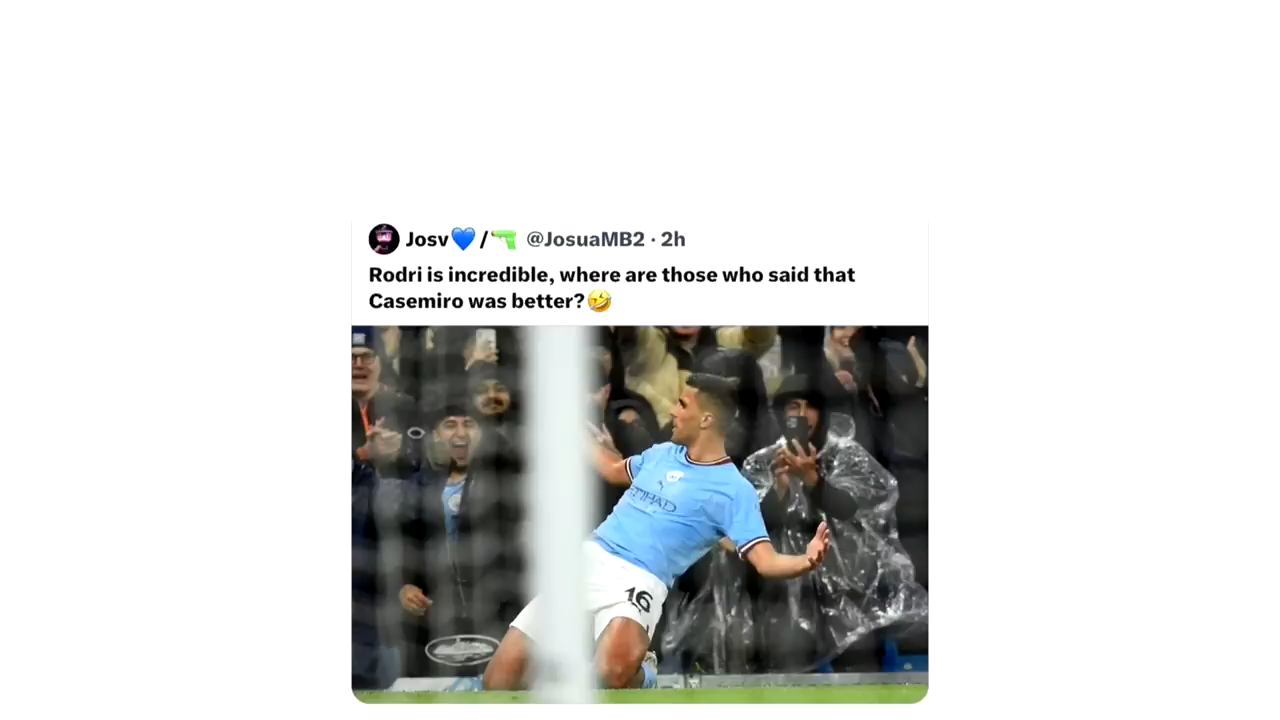 Josv💙/🔫 @JosuaMB2 · 2h
Rodri is incredible, where are those who said that
Casemiro was better?🤣
ETIHAD
16